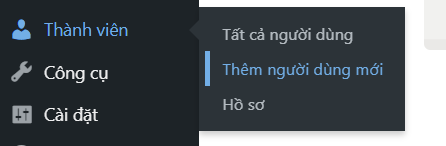 Thành viên
Tất cả người dùng
Thêm người dùng mới
Hồ sơ
Công cụ
Cài đặt